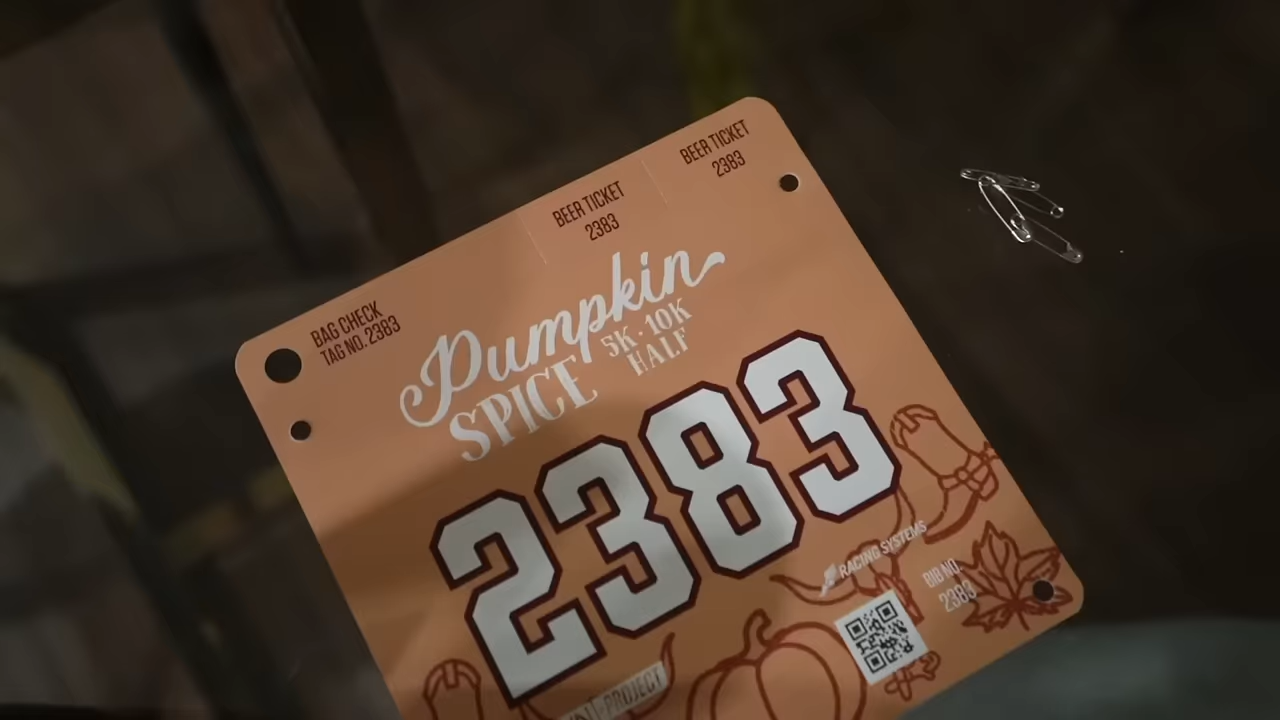 BEER TICKET
2383
BEER TICKET
2383
BAG CHECK
TAG NO. 2383
Pumpkin
SPICE
5K · 10K
HALF
2383
RACING SYSTEMS
BIB NO.
2383
PROJECT